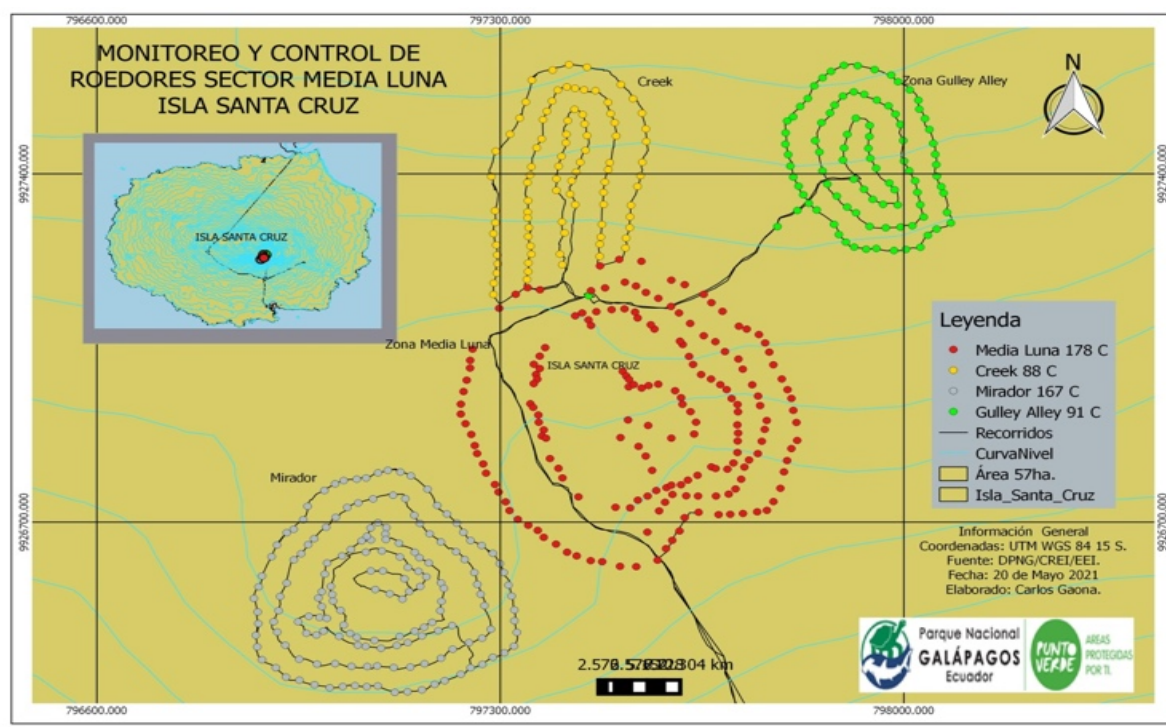 796600.000
797300.000
798000.000
MONITOREO Y CONTROL DE
ROEDORES SECTOR MEDIA LUNA
ISLA SANTA CRUZ
Creek
Zona Gulley Alley
N
9927400.000
9927400.000
ISLA SANTA CRUZ
Zona Media Luna
ISLA SANTA CRUZ
Leyenda
Media Luna 178 C
Creek 88 C
Mirador 167 C
Gulley Alley 91 C
Recorridos
CurvaNivel
Área 57ha.
Isla_Santa_Cruz
Mirador
9926700.000
9926700.000
Información General
Coordenadas: UTM WGS 84 15 S.
Fuente: DPNG/CREI/EEI.
Fecha: 20 de Mayo 2021
Elaborado: Carlos Gaona.
Parque Nacional
GALÁPAGOS
Ecuador
PUNTO
VERDE
AREAS
PROTEGIDAS
POR TI.
km
796600.000
797300.000
798000.000